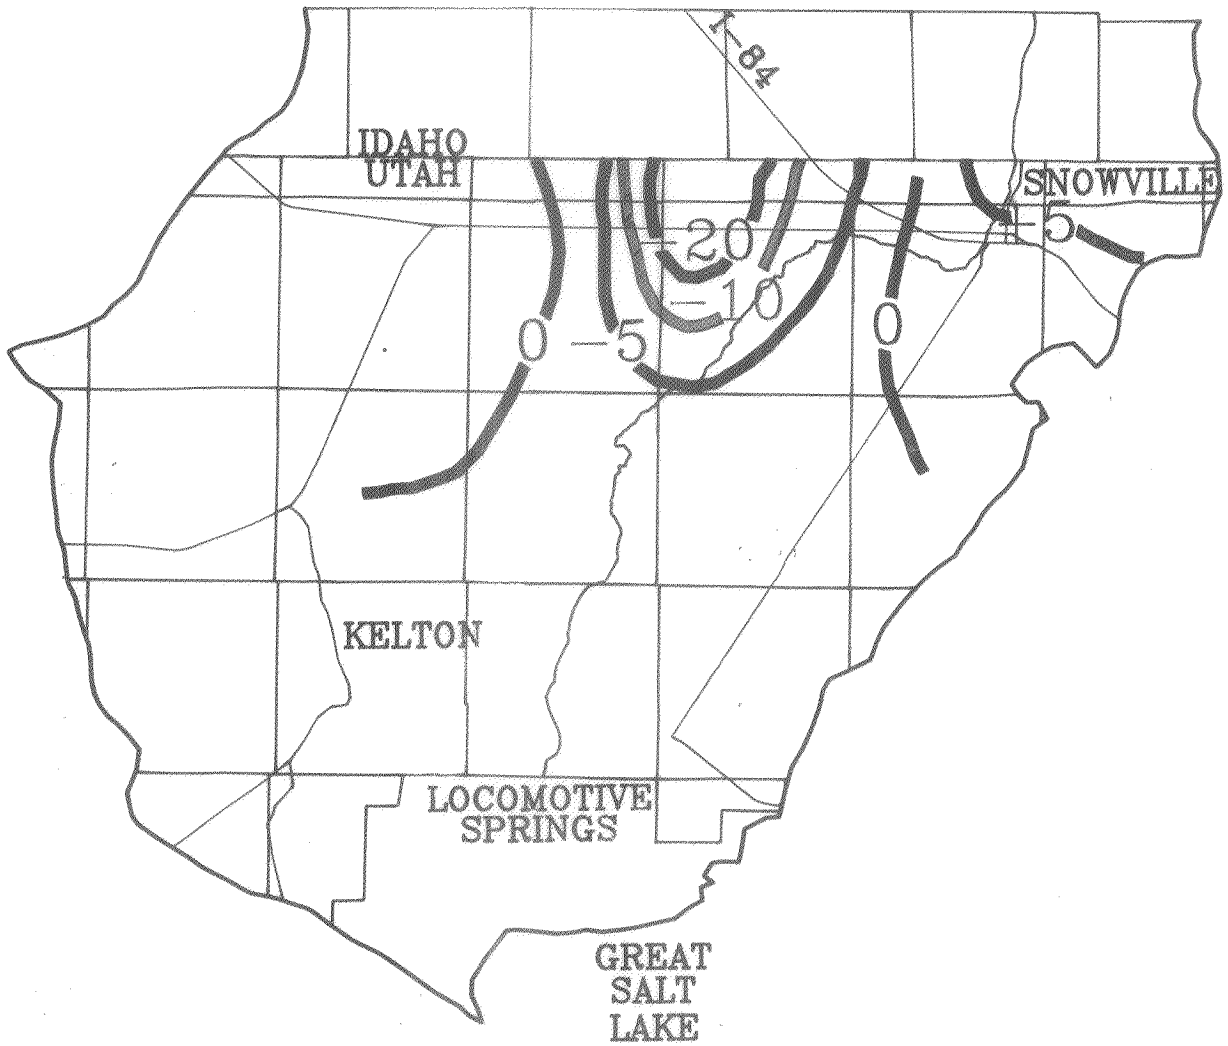 I-84
IDAHO
UTAH
SNOWVILLE
-5
-20
-10
0
0 -5
KELTON
LOCOMOTIVE
SPRINGS
GREAT
SALT
LAKE